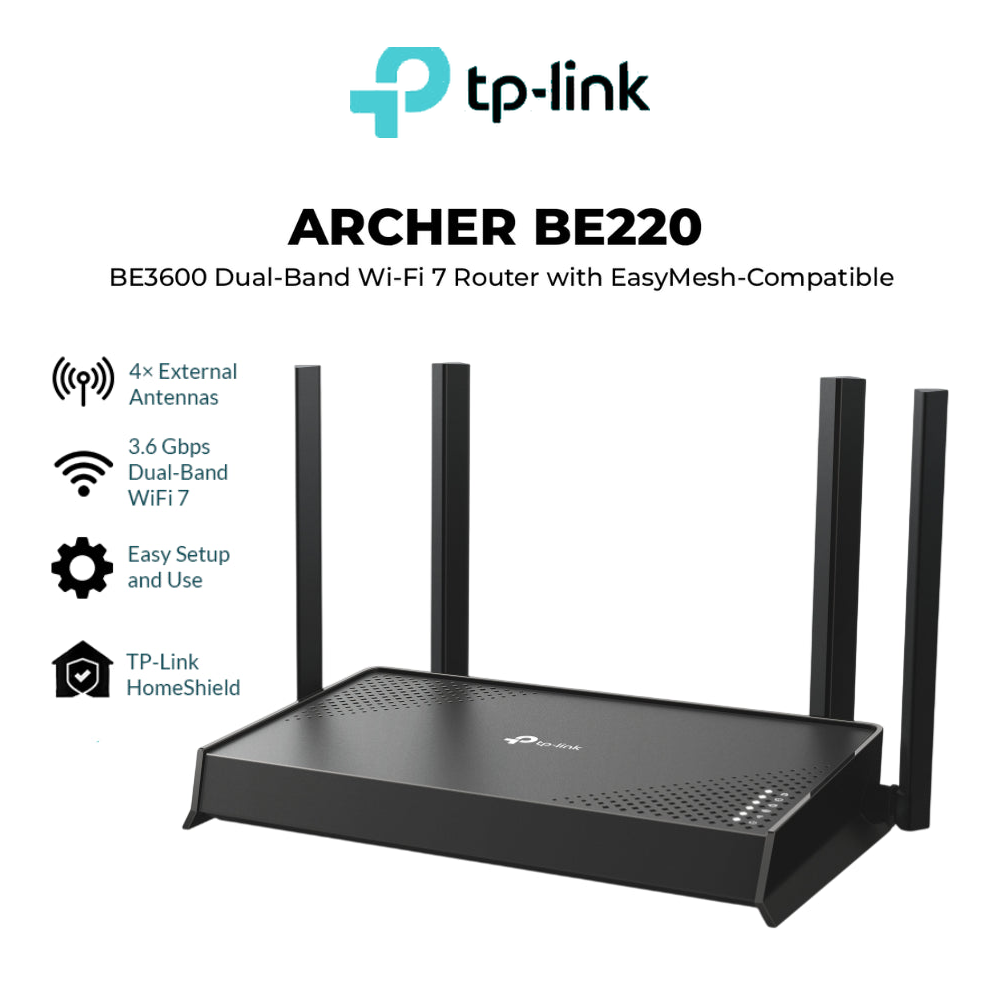 tp-link
ARCHER BE220
BE3600 Dual-Band Wi-Fi 7 Router with EasyMesh-Compatible
4× External
Antennas
3.6 Gbps
Dual-Band
WiFi 7
Easy Setup
and Use
TP-Link
HomeShield
tp-link